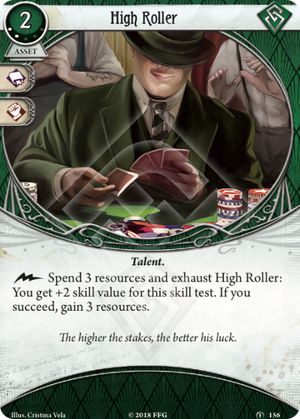 High Roller
2
ASSET
Talent.
Spend 3 resources and exhaust High Roller:
You get +2 skill value for this skill test. If you
succeed, gain 3 resources.
The higher the stakes, the better his luck.
Illus. Cristina Vela
© 2018 FFG
156